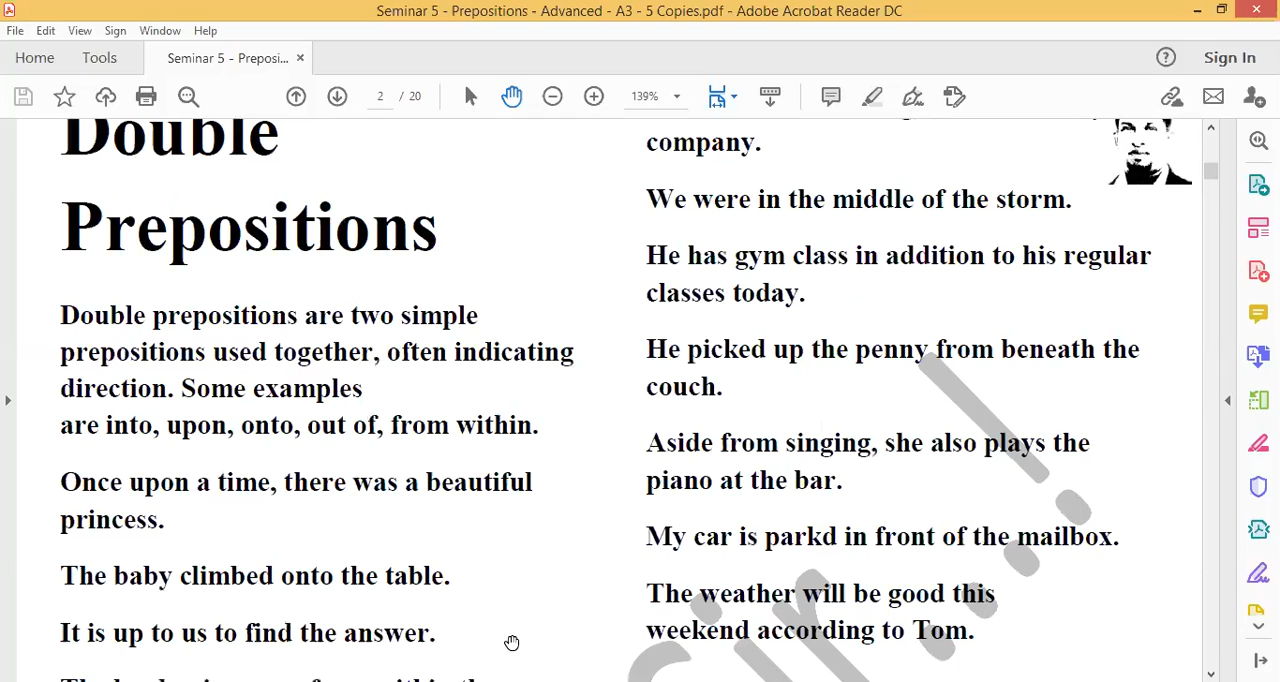 Seminar 5 - Prepositions - Advanced - A3 - 5 Copies.pdf - Adobe Acrobat Reader DC
File Edit View Sign Window Help
Home Tools Seminar 5 - Preposi... × Sign In
2 / 20 139%
Double
Prepositions
Double prepositions are two simple
prepositions used together, often indicating
direction. Some examples
are into, upon, onto, out of, from within.
Once upon a time, there was a beautiful
princess.
The baby climbed onto the table.
It is up to us to find the answer.
company.
We were in the middle of the storm.
He has gym class in addition to his regular
classes today.
He picked up the penny from beneath the
couch.
Aside from singing, she also plays the
piano at the bar.
My car is parkd in front of the mailbox.
The weather will be good this
weekend according to Tom.